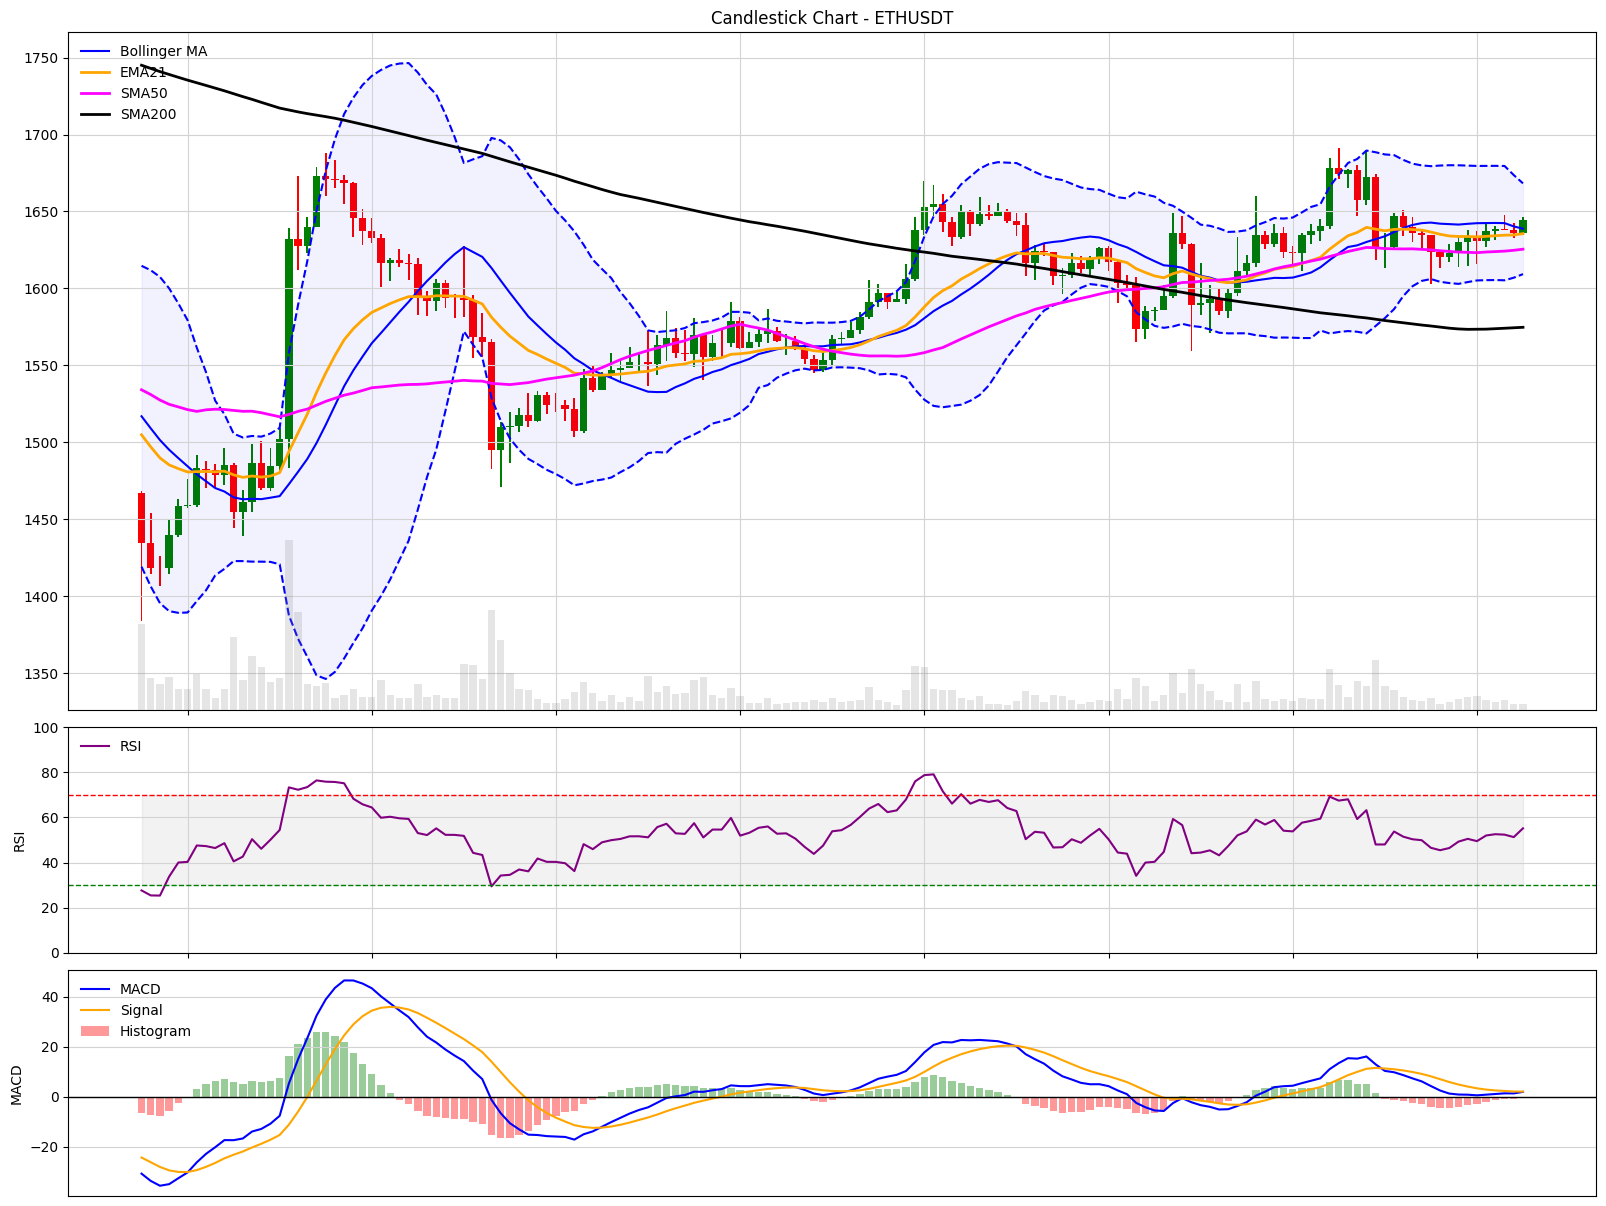 Candlestick Chart - ETHUSDT
Bollinger MA
EMA21
SMA50
SMA200
1750
1700
1650
1600
1550
1500
1450
1400
1350
RSI
100
80
60
40
20
0
RSI
MACD
Signal
Histogram
40
20
0
−20
MACD